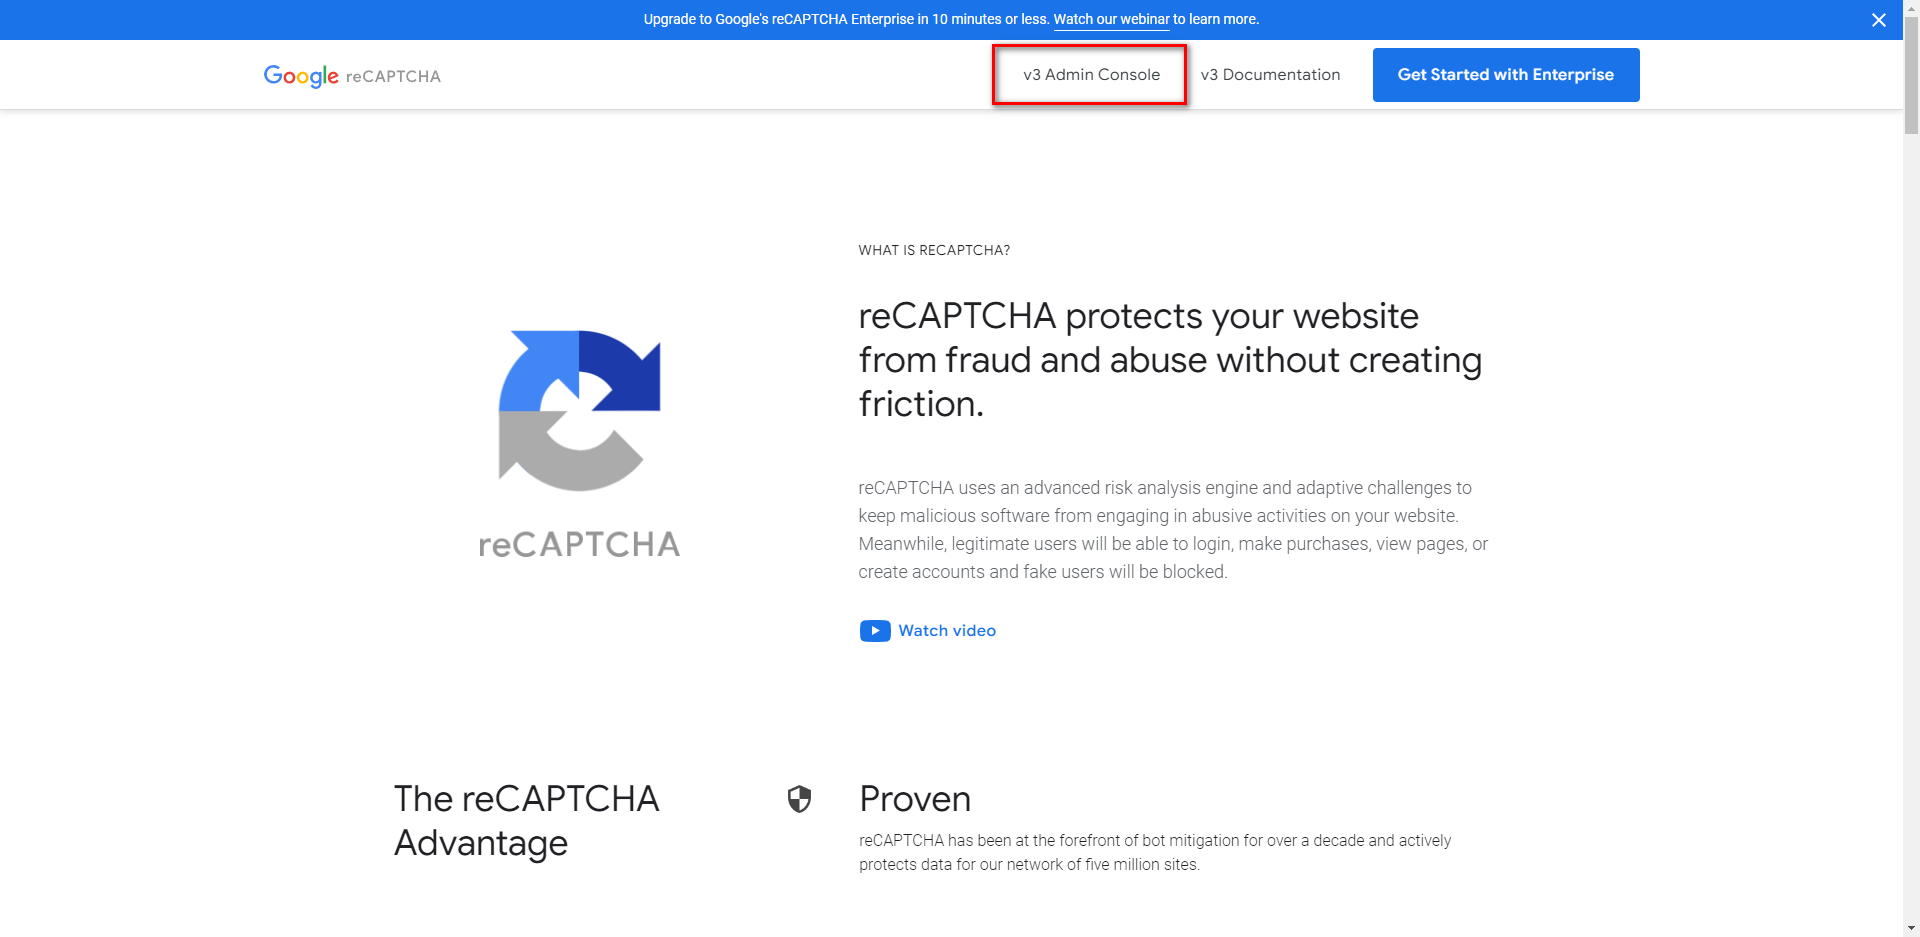 Upgrade to Google's reCAPTCHA Enterprise in 10 minutes or less. Watch our webinar to learn more.
Google reCAPTCHA
v3 Admin Console
v3 Documentation
Get Started with Enterprise
WHAT IS RECAPTCHA?
reCAPTCHA protects your website
from fraud and abuse without creating
friction.
reCAPTCHA
reCAPTCHA uses an advanced risk analysis engine and adaptive challenges to
keep malicious software from engaging in abusive activities on your website.
Meanwhile, legitimate users will be able to login, make purchases, view pages, or
create accounts and fake users will be blocked.
Watch video
The reCAPTCHA
Advantage
Proven
reCAPTCHA has been at the forefront of bot mitigation for over a decade and actively
protects data for our network of five million sites.